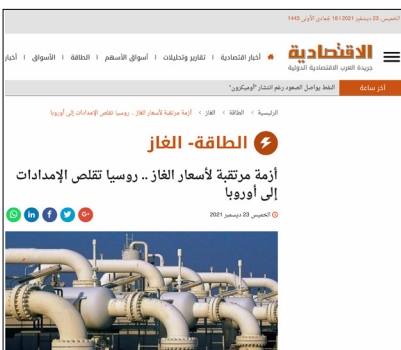 الخميس، 23 ديسمبر 2021 | 18 جمادى الأولى 1443
الاقتصادية
جريدة العرب الاقتصادية الدولية
أخبار اقتصادية | تقارير وتحليلات | أسواق الأسهم | الطاقة | الأسواق | أخبار
آخر ساعة
النفط يواصل الصعود رغم انتشار "أوميكرون"
الرئيسية > الطاقة > الغاز > أزمة مرتقبة لأسعار الغاز .. روسيا تقلص الإمدادات إلى أوروبا
الطاقة- الغاز
أزمة مرتقبة لأسعار الغاز .. روسيا تقلص الإمدادات
إلى أوروبا
الخميس 23 ديسمبر 2021